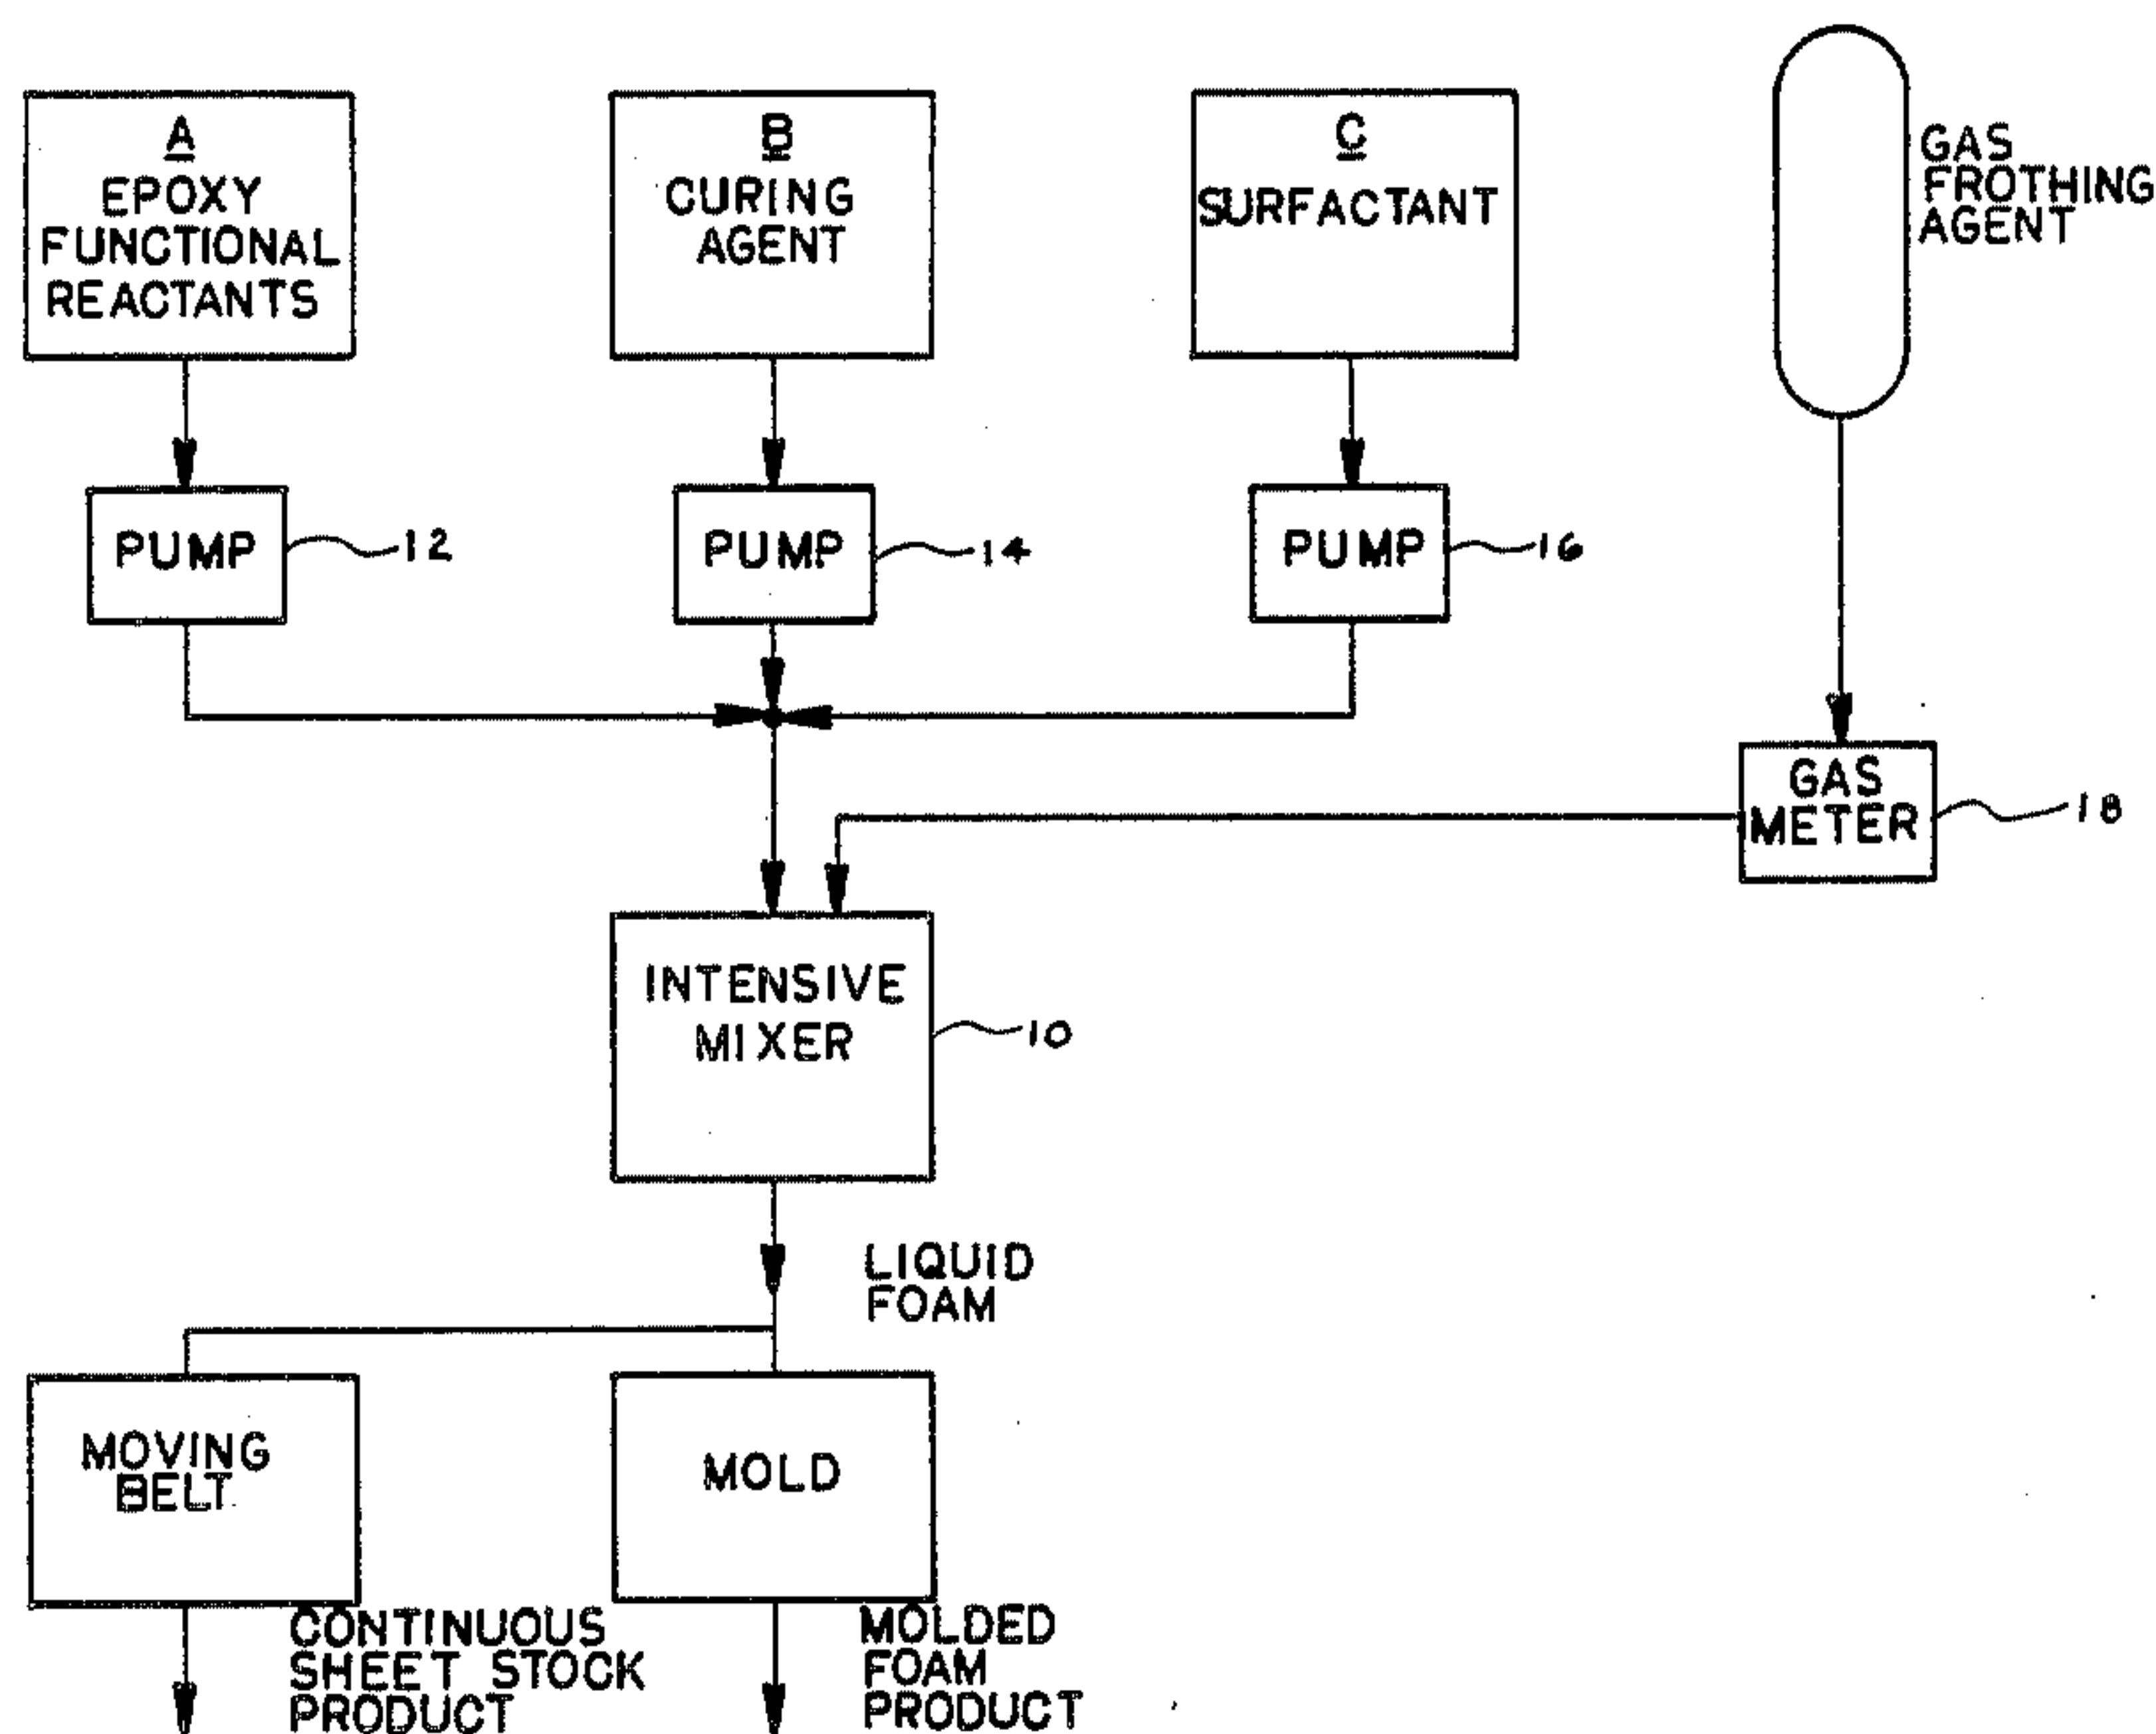 A
EPOXY
FUNCTIONAL
REACTANTS
B
CURING
AGENT
C
SURFACTANT
GAS
FROTHING
AGENT
PUMP
12
PUMP
14
PUMP
16
GAS
METER
18
INTENSIVE
MIXER
10
LIQUID
FOAM
MOVING
BELT
MOLD
CONTINUOUS
SHEET STOCK
PRODUCT
MOLDED
FOAM
PRODUCT